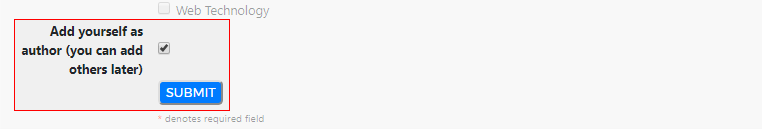 Web Technology
Add yourself as
author (you can add
others later)
SUBMIT
* denotes required field